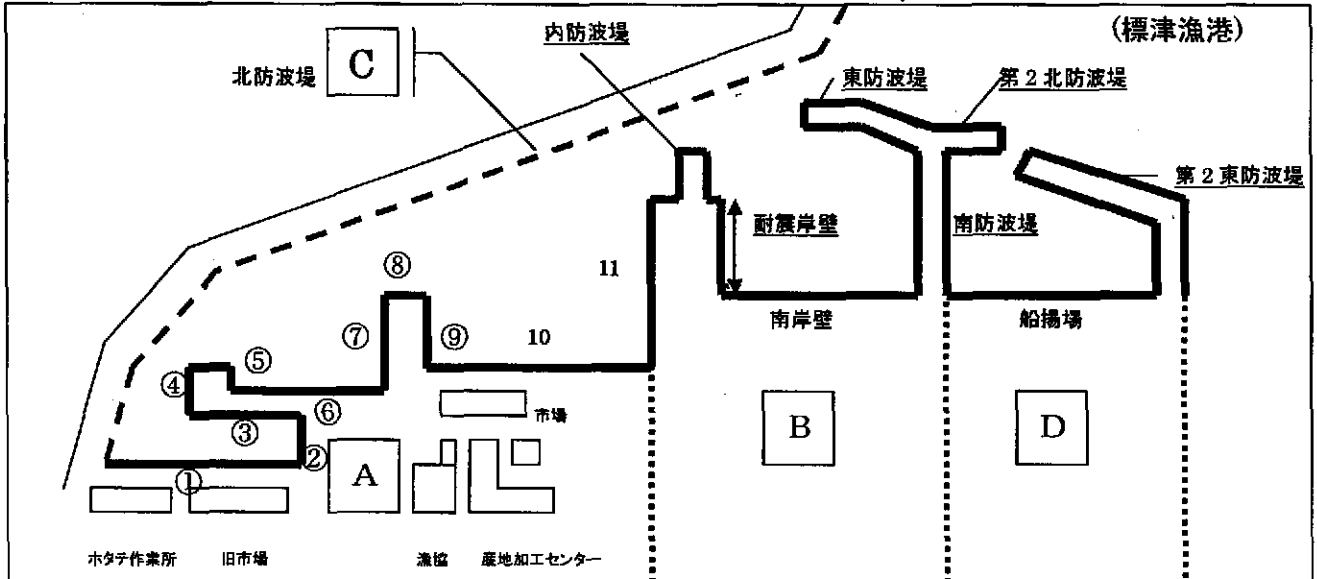 (標津漁港)
内防波堤
北防波堤
C
東防波堤
第2北防波堤
第2東防波堤
耐震岸壁
南防波堤
11
⑧
南岸壁
船揚場
⑦
⑨
10
⑤
④
⑥
③
市場
B
D
②
A
①
ホタテ作業所
旧市場
漁協
産地加工センター